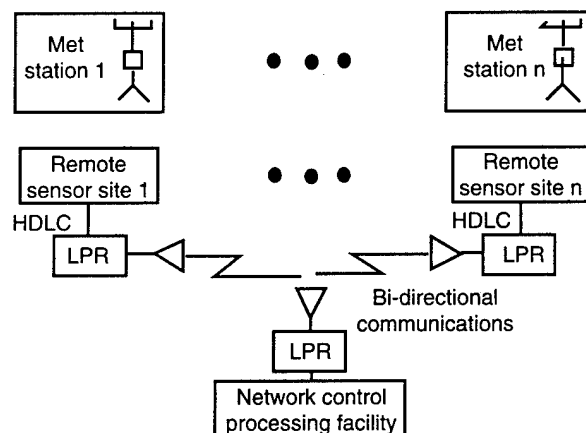 Met
station 1
Met
station n
Remote
sensor site 1
Remote
sensor site n
HDLC
HDLC
LPR
LPR
Bi-directional
communications
LPR
Network control
processing facility